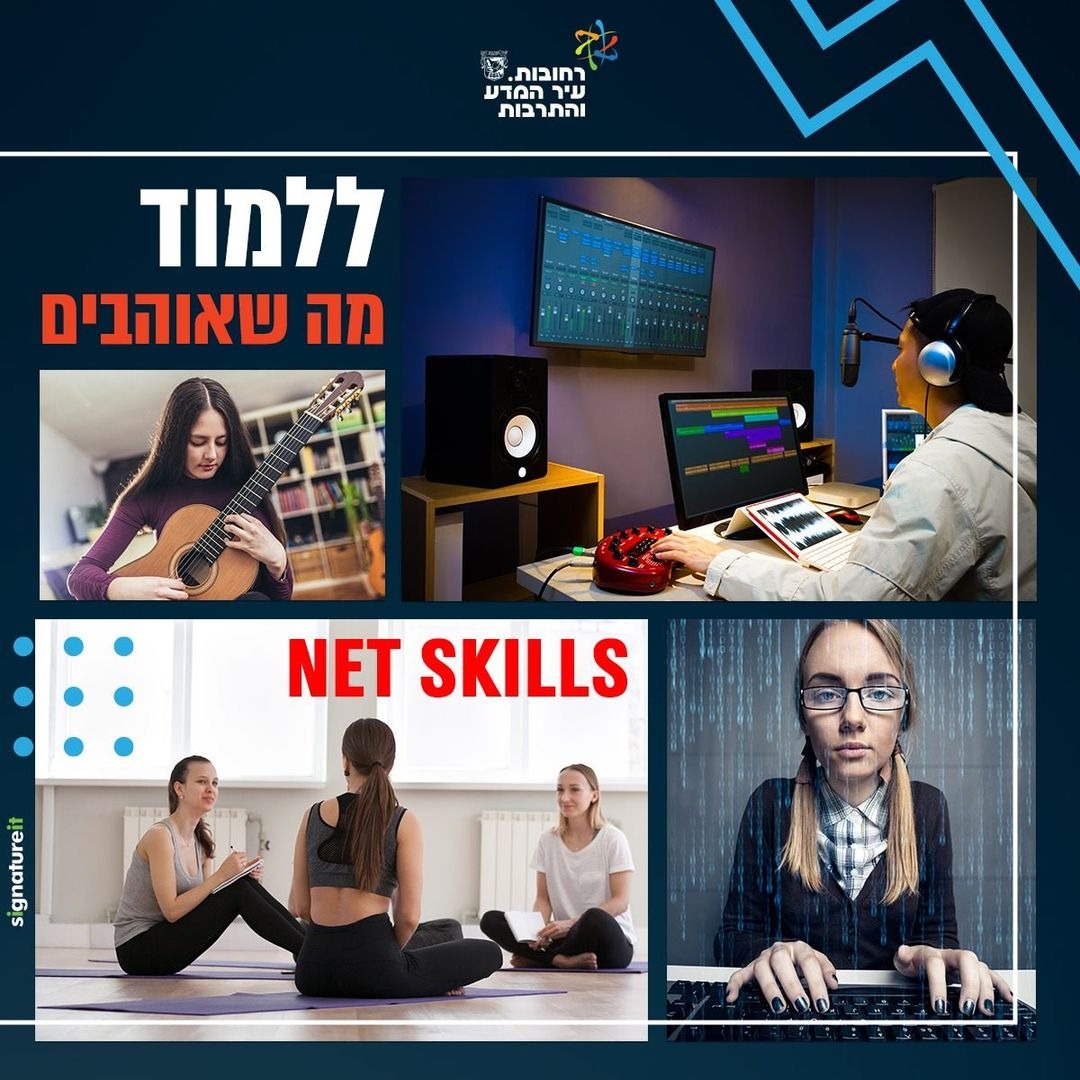 רחובות.
עיר המדע
והתרבות
ללמוד
מה שאוהבים
NET SKILLS
signatureit